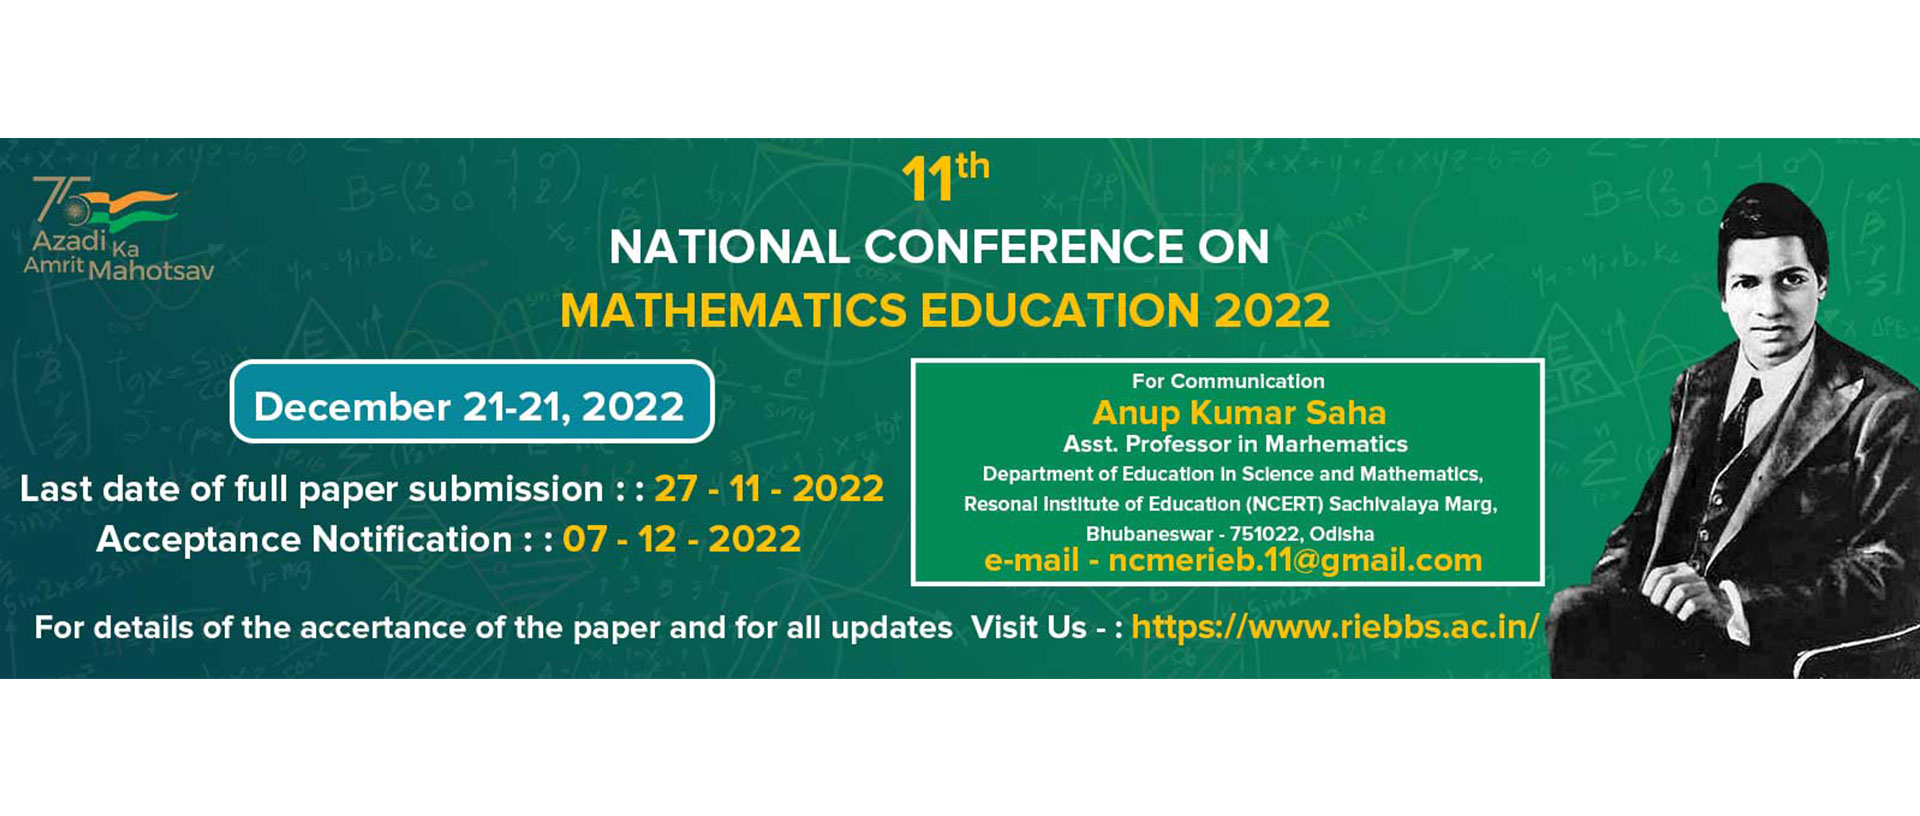 75
Azadi Ka
Amrit Mahotsav
11th
NATIONAL CONFERENCE ON
MATHEMATICS EDUCATION 2022
December 21-21, 2022
Last date of full paper submission : : 27 - 11 - 2022
Acceptance Notification : : 07 - 12 - 2022
For Communication
Anup Kumar Saha
Asst. Professor in Marhematics
Department of Education in Science and Mathematics,
Resonal Institute of Education (NCERT) Sachivalaya Marg,
Bhubaneswar - 751022, Odisha
e-mail - ncmerieb.11@gmail.com
For details of the accertance of the paper and for all updates Visit Us - : https://www.riebbs.ac.in/